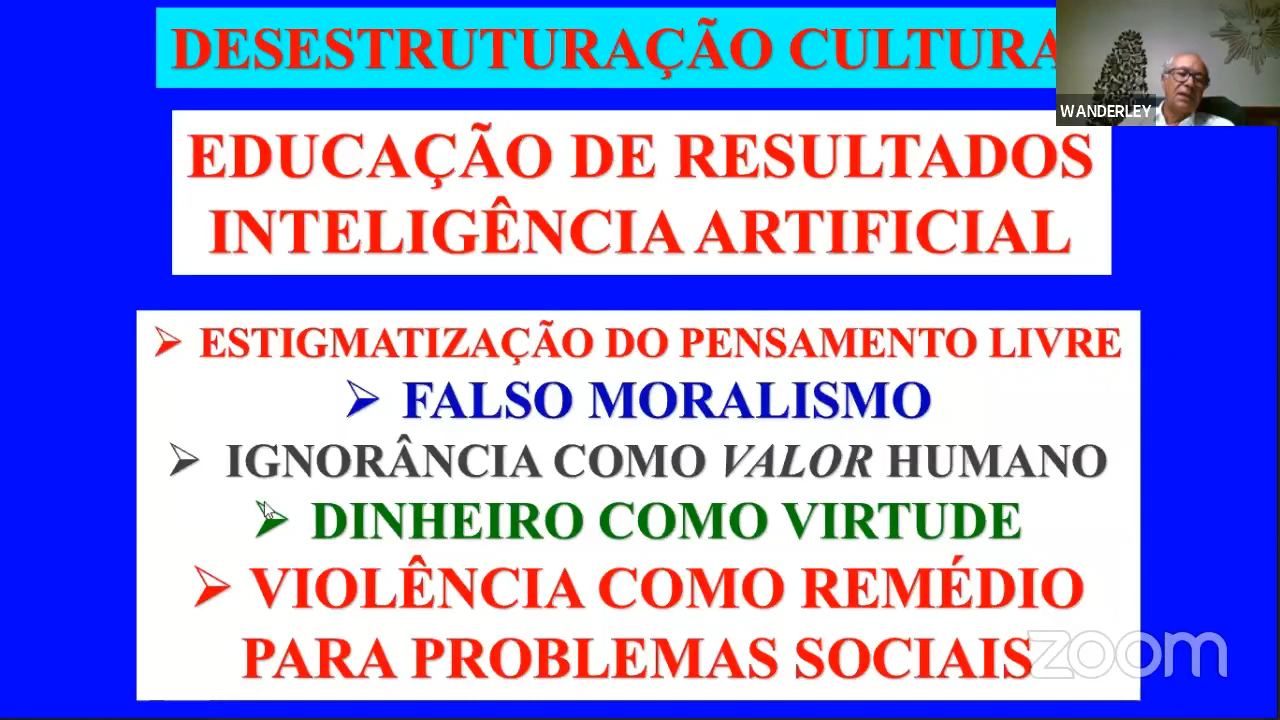 DESESTRUTURAÇÃO CULTURA
WANDERLEY
EDUCAÇÃO DE RESULTADOS
INTELIGÊNCIA ARTIFICIAL
➢ ESTIGMATIZAÇÃO DO PENSAMENTO LIVRE
➢ FALSO MORALISMO
➢ IGNORÂNCIA COMO VALOR HUMANO
➢ DINHEIRO COMO VIRTUDE
➢ VIOLÊNCIA COMO REMÉDIO
PARA PROBLEMAS SOCIAIS
zoom